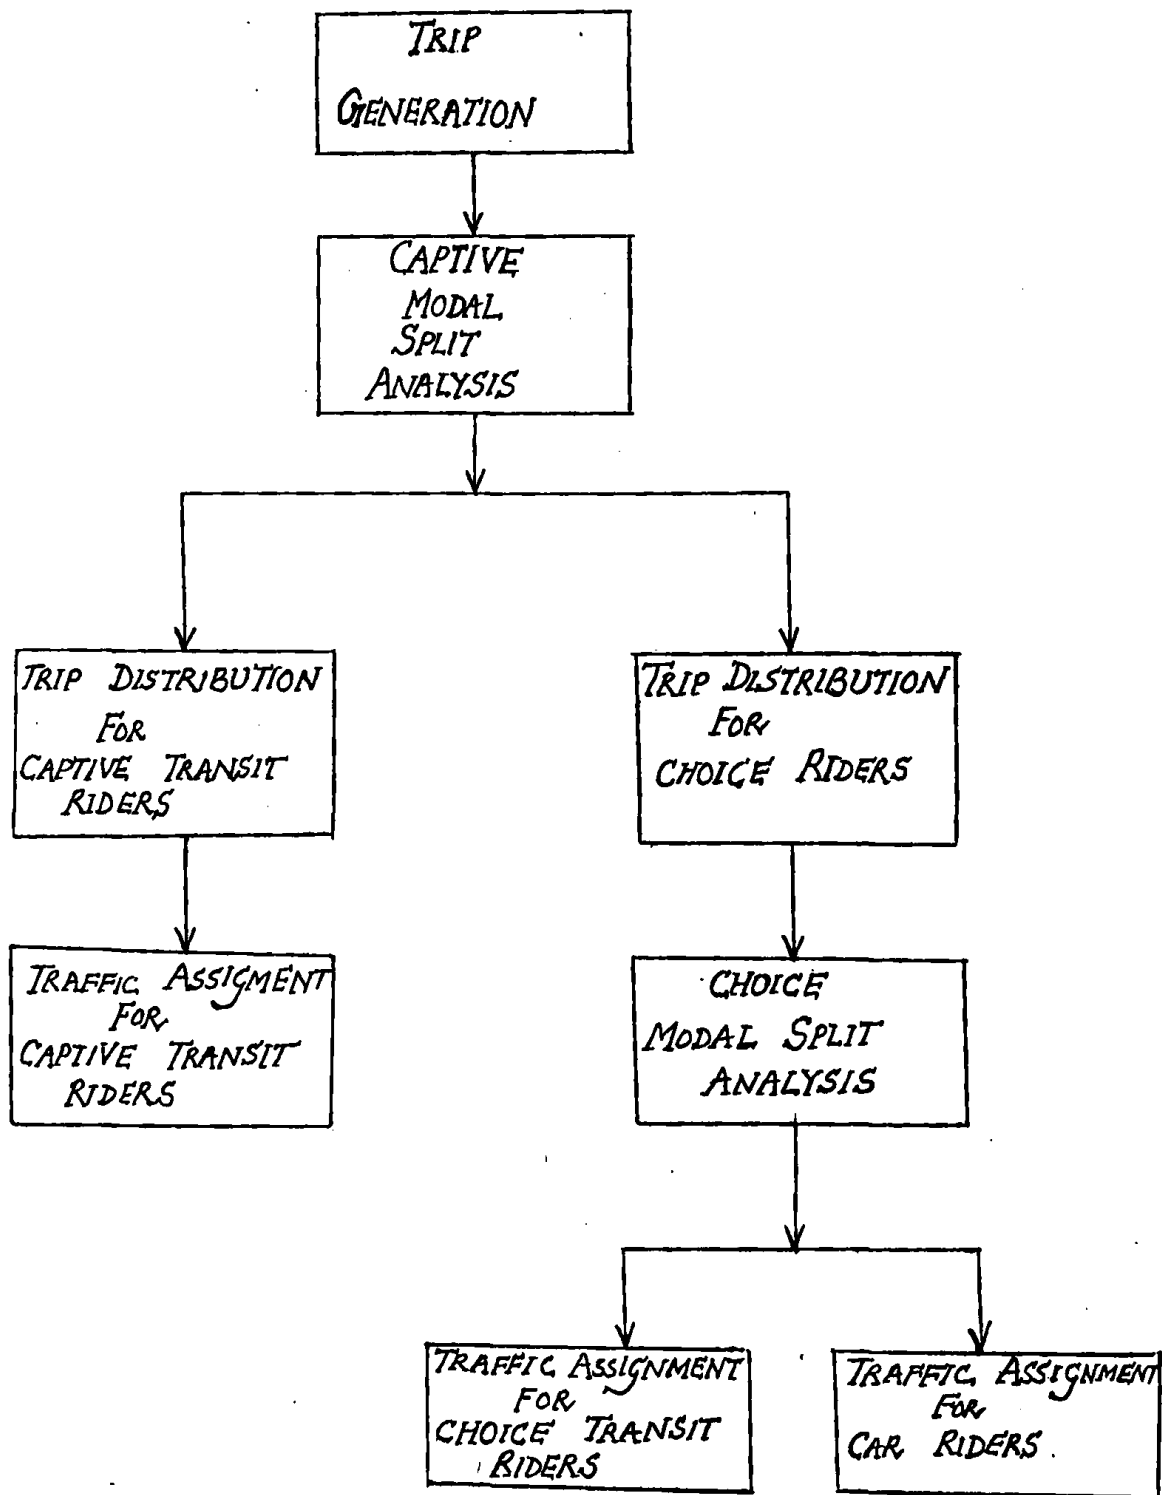 TRIP
GENERATION
CAPTIVE
MODAL
SPLIT
ANALYSIS
TRIP DISTRIBUTION
FOR
CAPTIVE TRANSIT
RIDERS
TRIP DISTRIBUTION
FOR
CHOICE RIDERS
TRAFFIC ASSIGMENT
FOR
CAPTIVE TRANSIT
RIDERS
CHOICE
MODAL SPLIT
ANALYSIS
TRAFFIC ASSIGNMENT
FOR
CHOICE TRANSIT
RIDERS
TRAFFIC ASSIGNMENT
FOR
CAR RIDERS